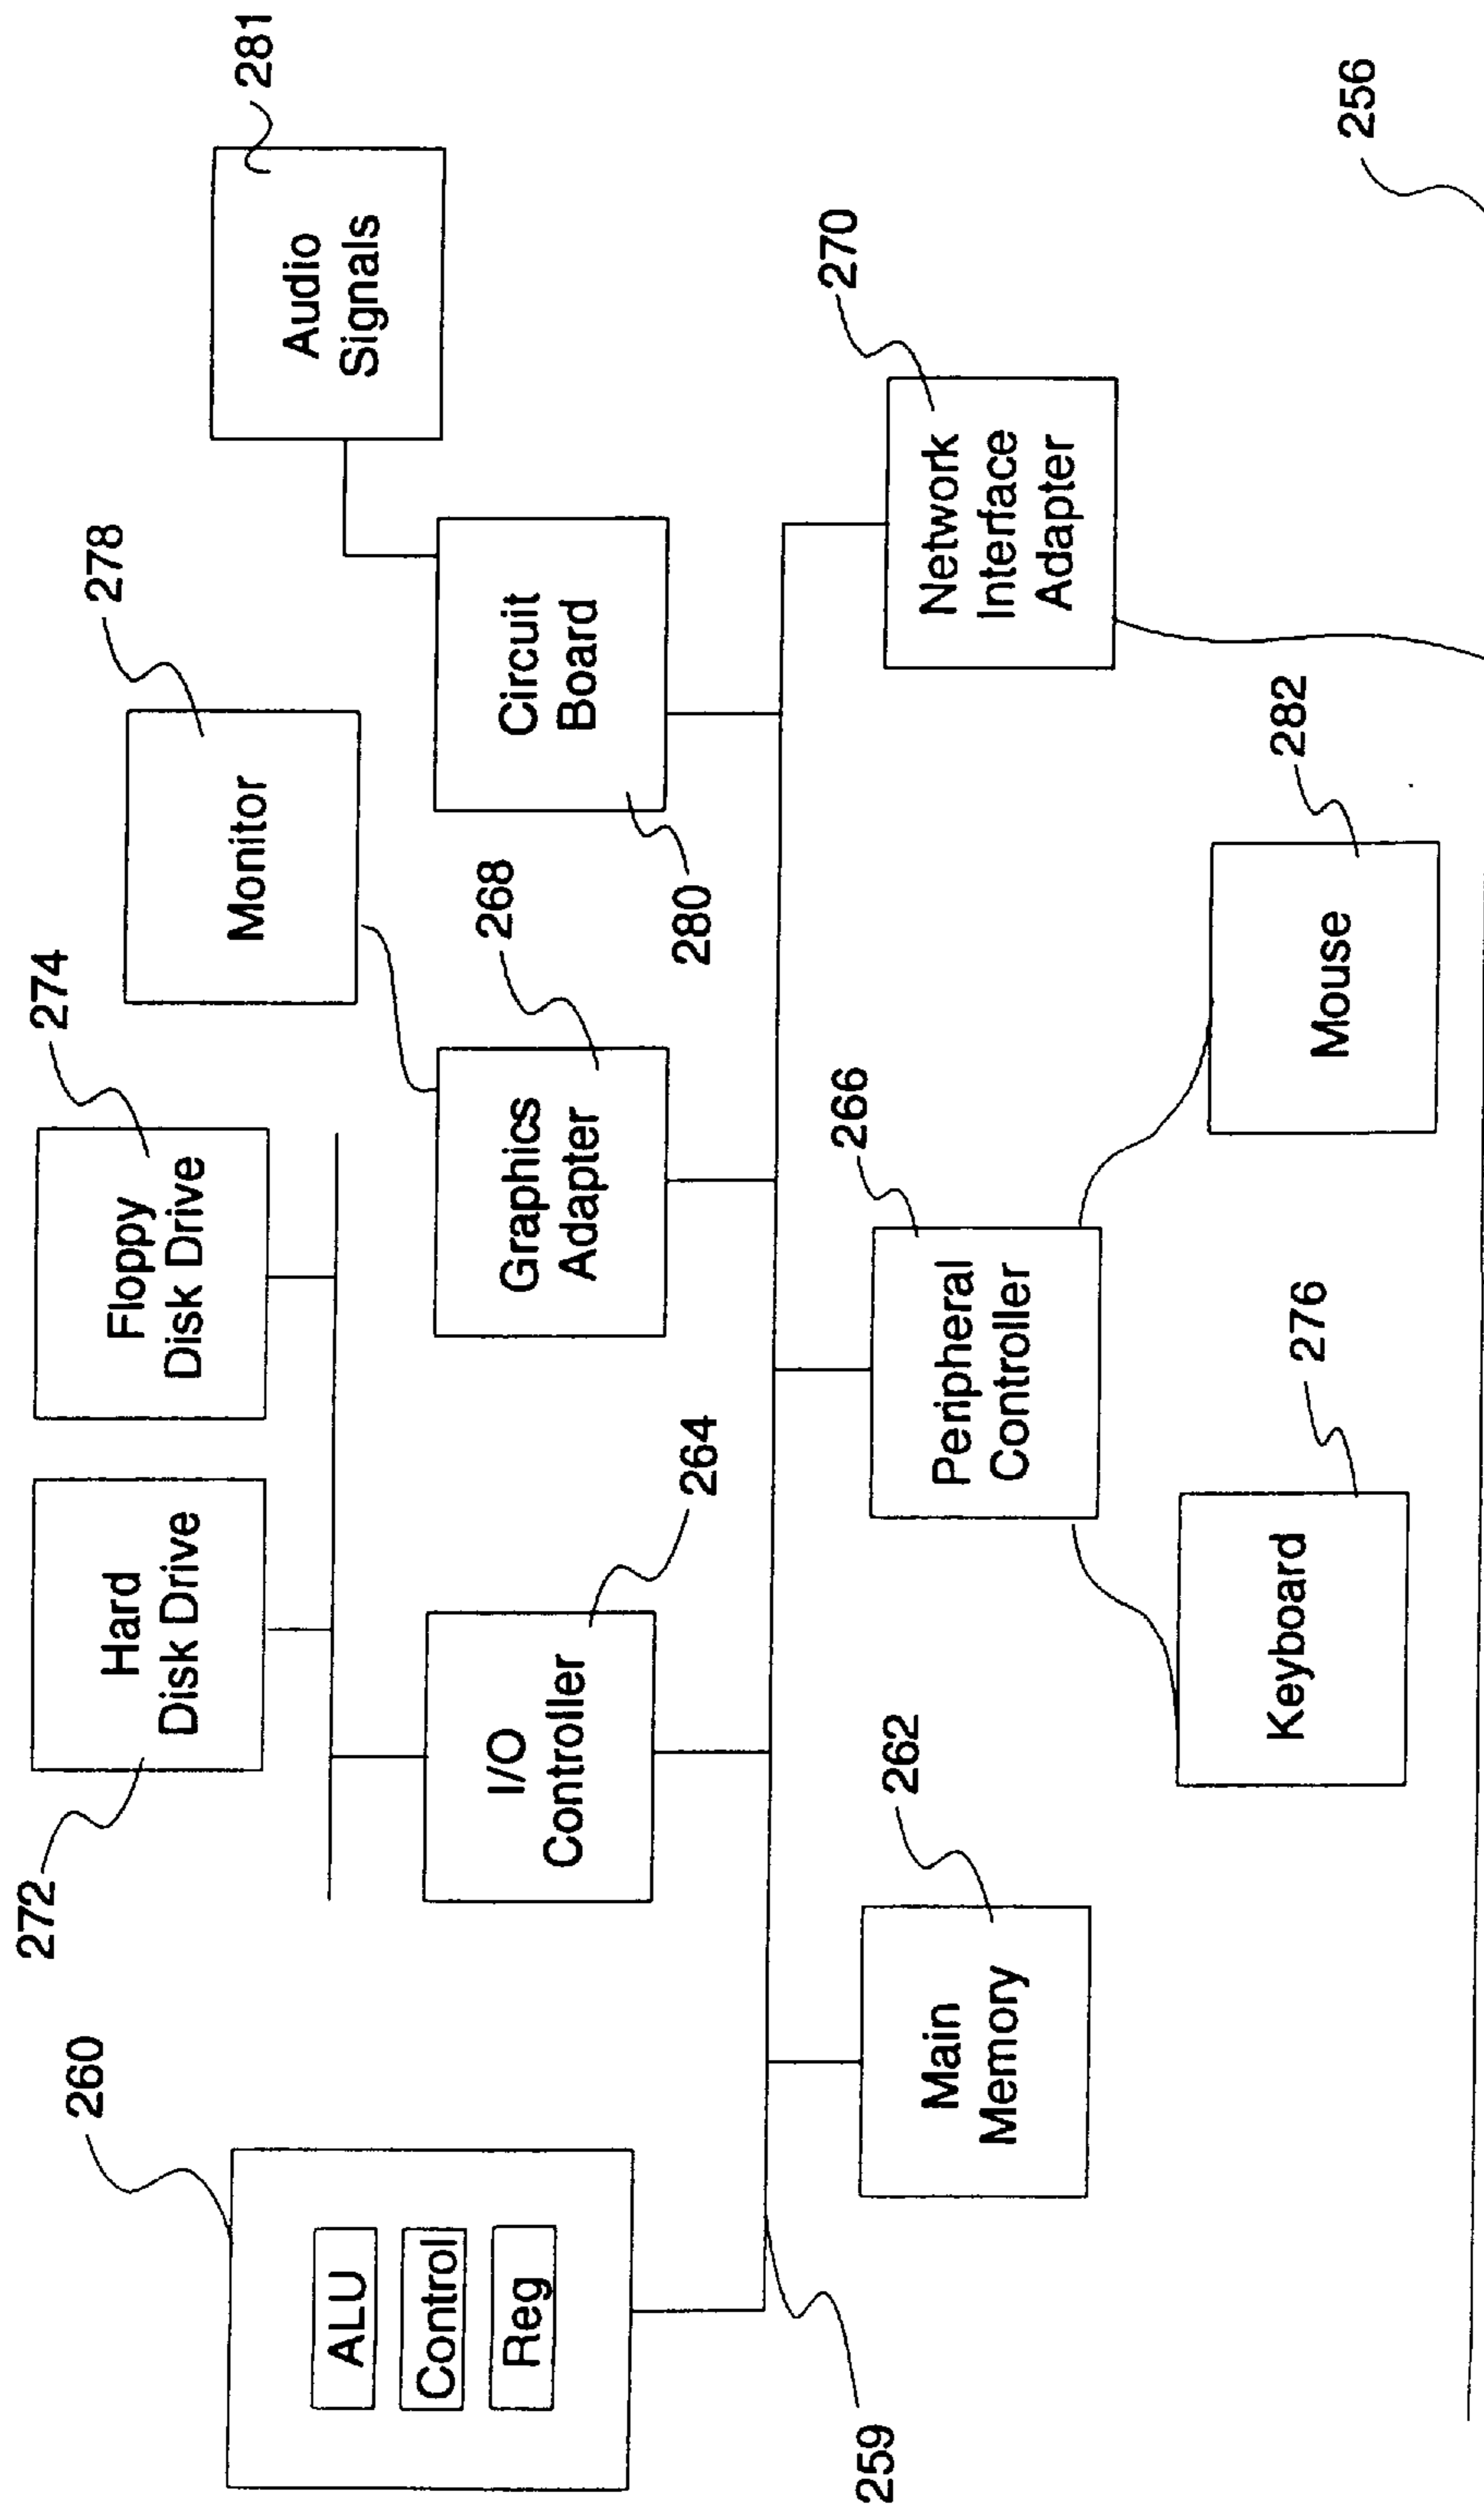 272
Hard
Disk Drive
274
Floppy
Disk Drive
278
Monitor
281
Audio
Signals
260
ALU
Control
Reg
I/O
Controller
264
Graphics
Adapter
268
Circuit
Board
280
259
Main
Memory
262
Peripheral
Controller
266
Network
Interface
Adapter
270
Keyboard
276
Mouse
282
256